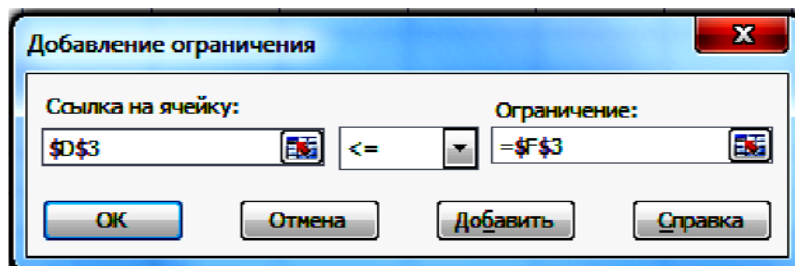 Добавление ограничения
Ссылка на ячейку:
Ограничение:
$D$3
<=
=$F$3
ОК
Отмена
Добавить
Справка